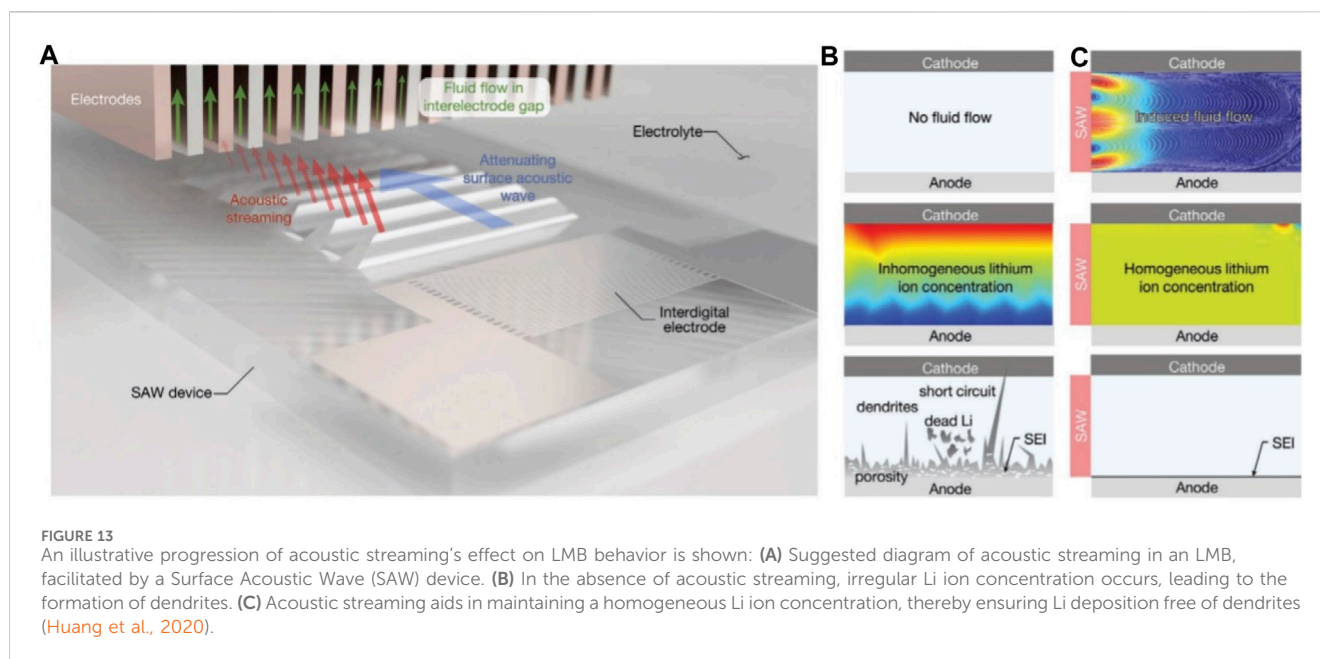 A
Electrodes
Fluid flow in
interelectrode gap
Electrolyte
Attenuating
surface acoustic
wave
Acoustic
streaming
Interdigital
electrode
SAW device
B
Cathode
No fluid flow
Anode
Cathode
Inhomogeneous lithium
ion concentration
Anode
Cathode
short circuit
dendrites
dead Li
SEI
porosity
Anode
C
Cathode
SAW
Induced fluid flow
Anode
Cathode
SAW
Homogeneous lithium
ion concentration
Anode
Cathode
SAW
SEI
Anode
FIGURE 13
An illustrative progression of acoustic streaming's effect on LMB behavior is shown: (A) Suggested diagram of acoustic streaming in an LMB,
facilitated by a Surface Acoustic Wave (SAW) device. (B) In the absence of acoustic streaming, irregular Li ion concentration occurs, leading to the
formation of dendrites. (C) Acoustic streaming aids in maintaining a homogeneous Li ion concentration, thereby ensuring Li deposition free of dendrites
(Huang et al., 2020).